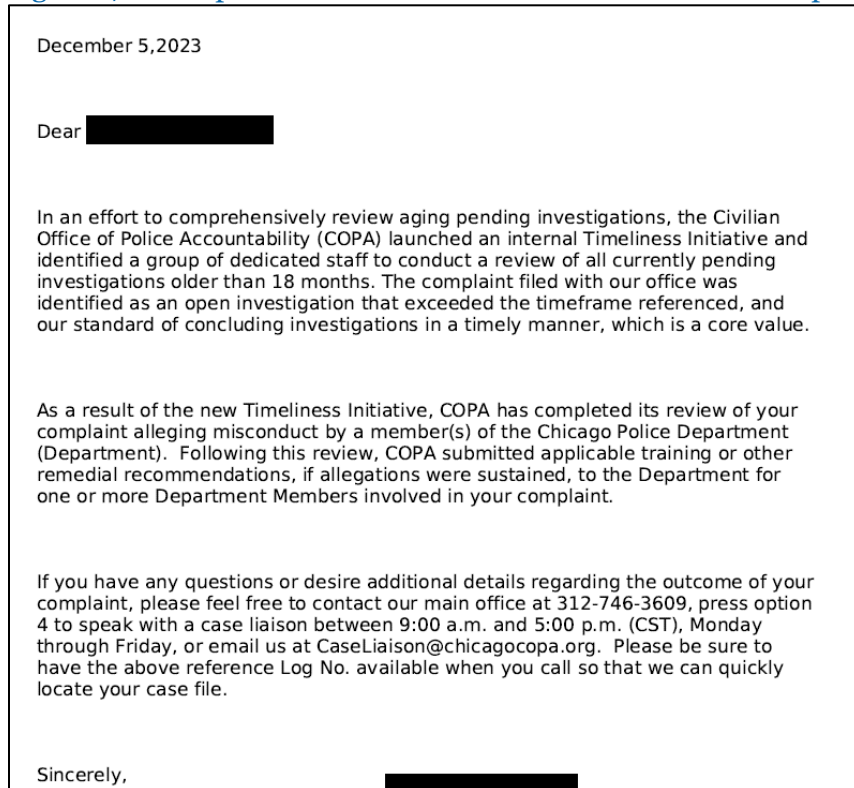 December 5,2023
Dear
In an effort to comprehensively review aging pending investigations, the Civilian
Office of Police Accountability (COPA) launched an internal Timeliness Initiative and
identified a group of dedicated staff to conduct a review of all currently pending
investigations older than 18 months. The complaint filed with our office was
identified as an open investigation that exceeded the timeframe referenced, and
our standard of concluding investigations in a timely manner, which is a core value.
As a result of the new Timeliness Initiative, COPA has completed its review of your
complaint alleging misconduct by a member(s) of the Chicago Police Department
(Department).  Following this review, COPA submitted applicable training or other
remedial recommendations, if allegations were sustained, to the Department for
one or more Department Members involved in your complaint.
If you have any questions or desire additional details regarding the outcome of your
complaint, please feel free to contact our main office at 312-746-3609, press option
4 to speak with a case liaison between 9:00 a.m. and 5:00 p.m. (CST), Monday
through Friday, or email us at CaseLiaison@chicagocopa.org.  Please be sure to
have the above reference Log No. available when you call so that we can quickly
locate your case file.
Sincerely,